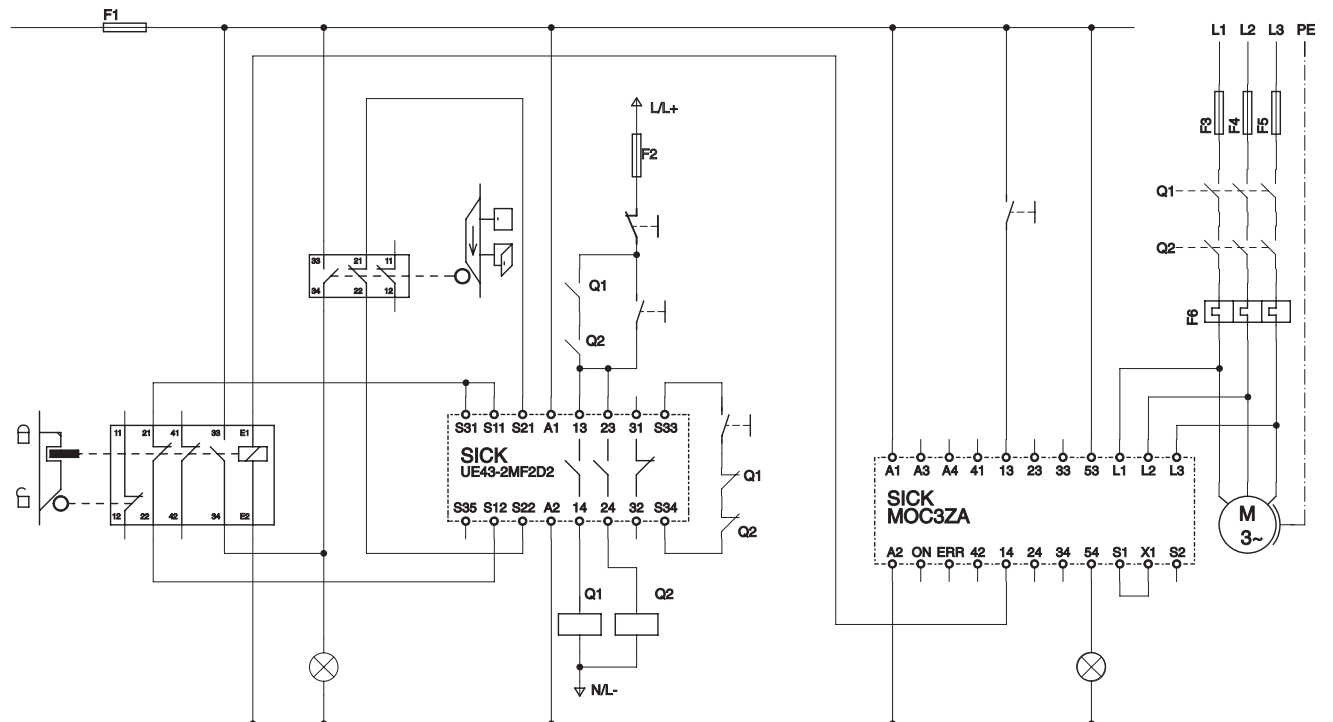 F1
L1 L2 L3 PE
L/L+
F2
F3 F4 F5
Q1
Q2
33 21 11
34 22 12
Q1
Q2
F6
S31 S11 S21 A1 13 23 31 S33
SICK
UE43-2MF2D2
S35 S12 S22 A2 14 24 32 S34
Q1
Q2
11 21 41 33 E1
12 22 42 34 E2
A1 A3 A4 41 13 23 33 53 L1 L2 L3
SICK
MOC3ZA
A2 ON ERR 42 14 24 34 54 S1 X1 S2
M
3~
Q1 Q2
N/L-